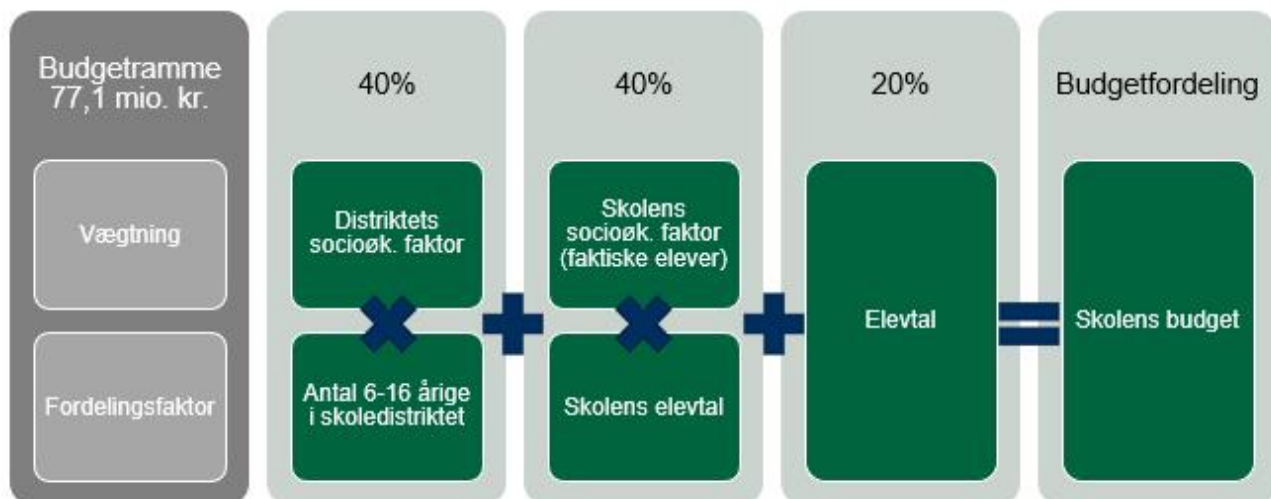 Budgetramme
77,1 mio. kr.
Vægtning
Fordelingsfaktor
40%
Distriktets
socioøk. faktor
Antal 6-16 årige
i skoledistriktet
40%
Skolens
socioøk. faktor
(faktiske elever)
Skolens elevtal
20%
Elevtal
Budgetfordeling
Skolens budget